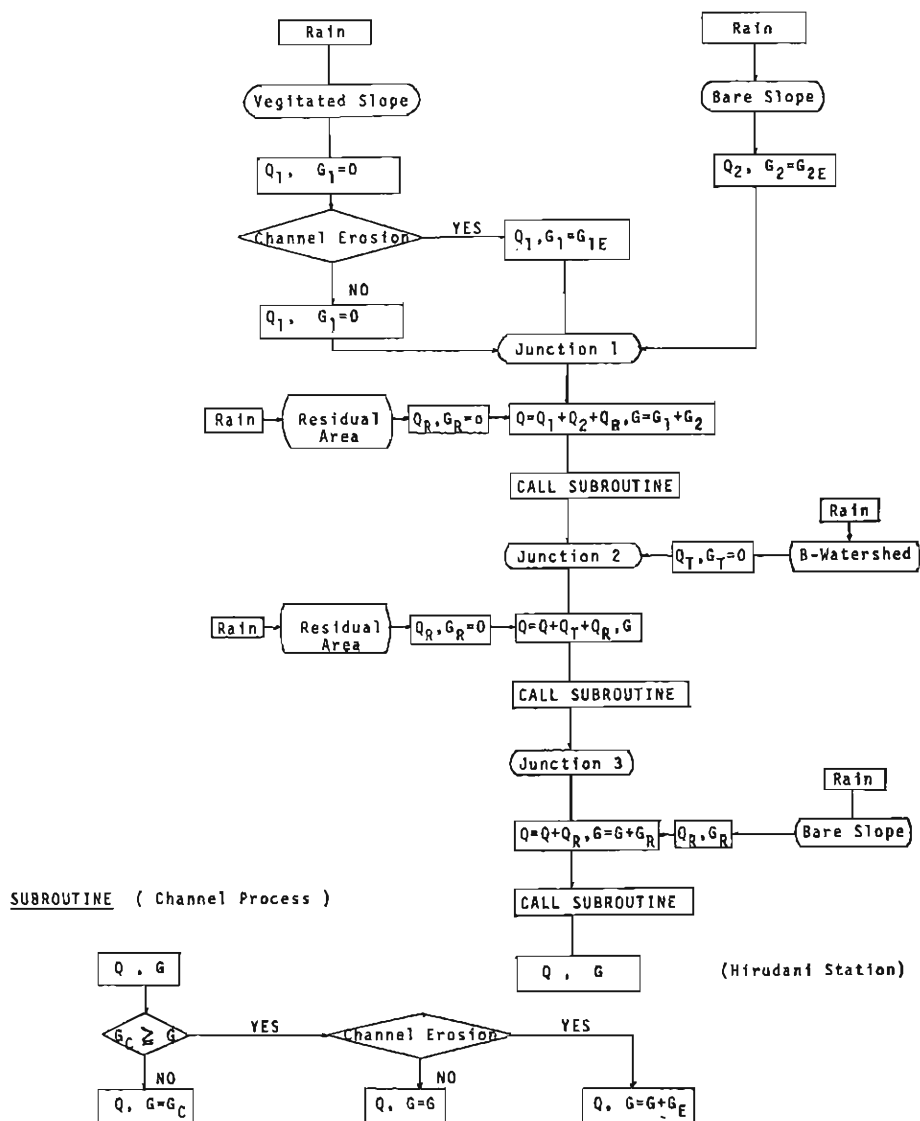 Rain
Rain
Vegitated Slope
Bare Slope
Q1, G1=0
Q2, G2=G2E
Channel Erosion
YES
Q1,G1=G1E
NO
Q1, G1=0
Junction 1
Rain
Residual
Area
QR,GR=0
Q=Q1+Q2+QR,G=G1+G2
CALL SUBROUTINE
Rain
Junction 2
QT,GT=0
B-Watershed
Rain
Residual
Area
QR,GR=0
Q=Q+QT+QR,G
CALL SUBROUTINE
Junction 3
Rain
Q=Q+QR,G=G+GR
QR,GR
Bare Slope
SUBROUTINE ( Channel Process )
CALL SUBROUTINE
Q , G
Q , G
(Hirudani Station)
GC ≧ G
YES
Channel Erosion
YES
NO
NO
Q, G=GC
Q, G=G
Q, G=G+GE